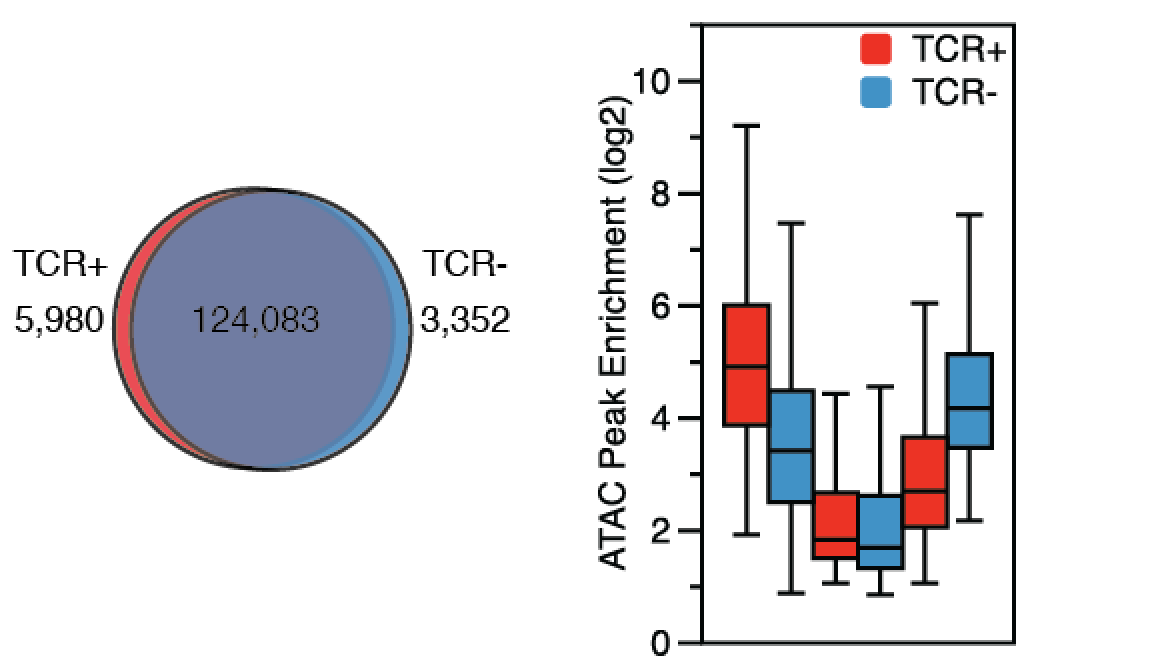 TCR+
5,980
124,083
TCR-
3,352
ATAC Peak Enrichment (log2)
10
8
6
4
2
0
TCR+
TCR-